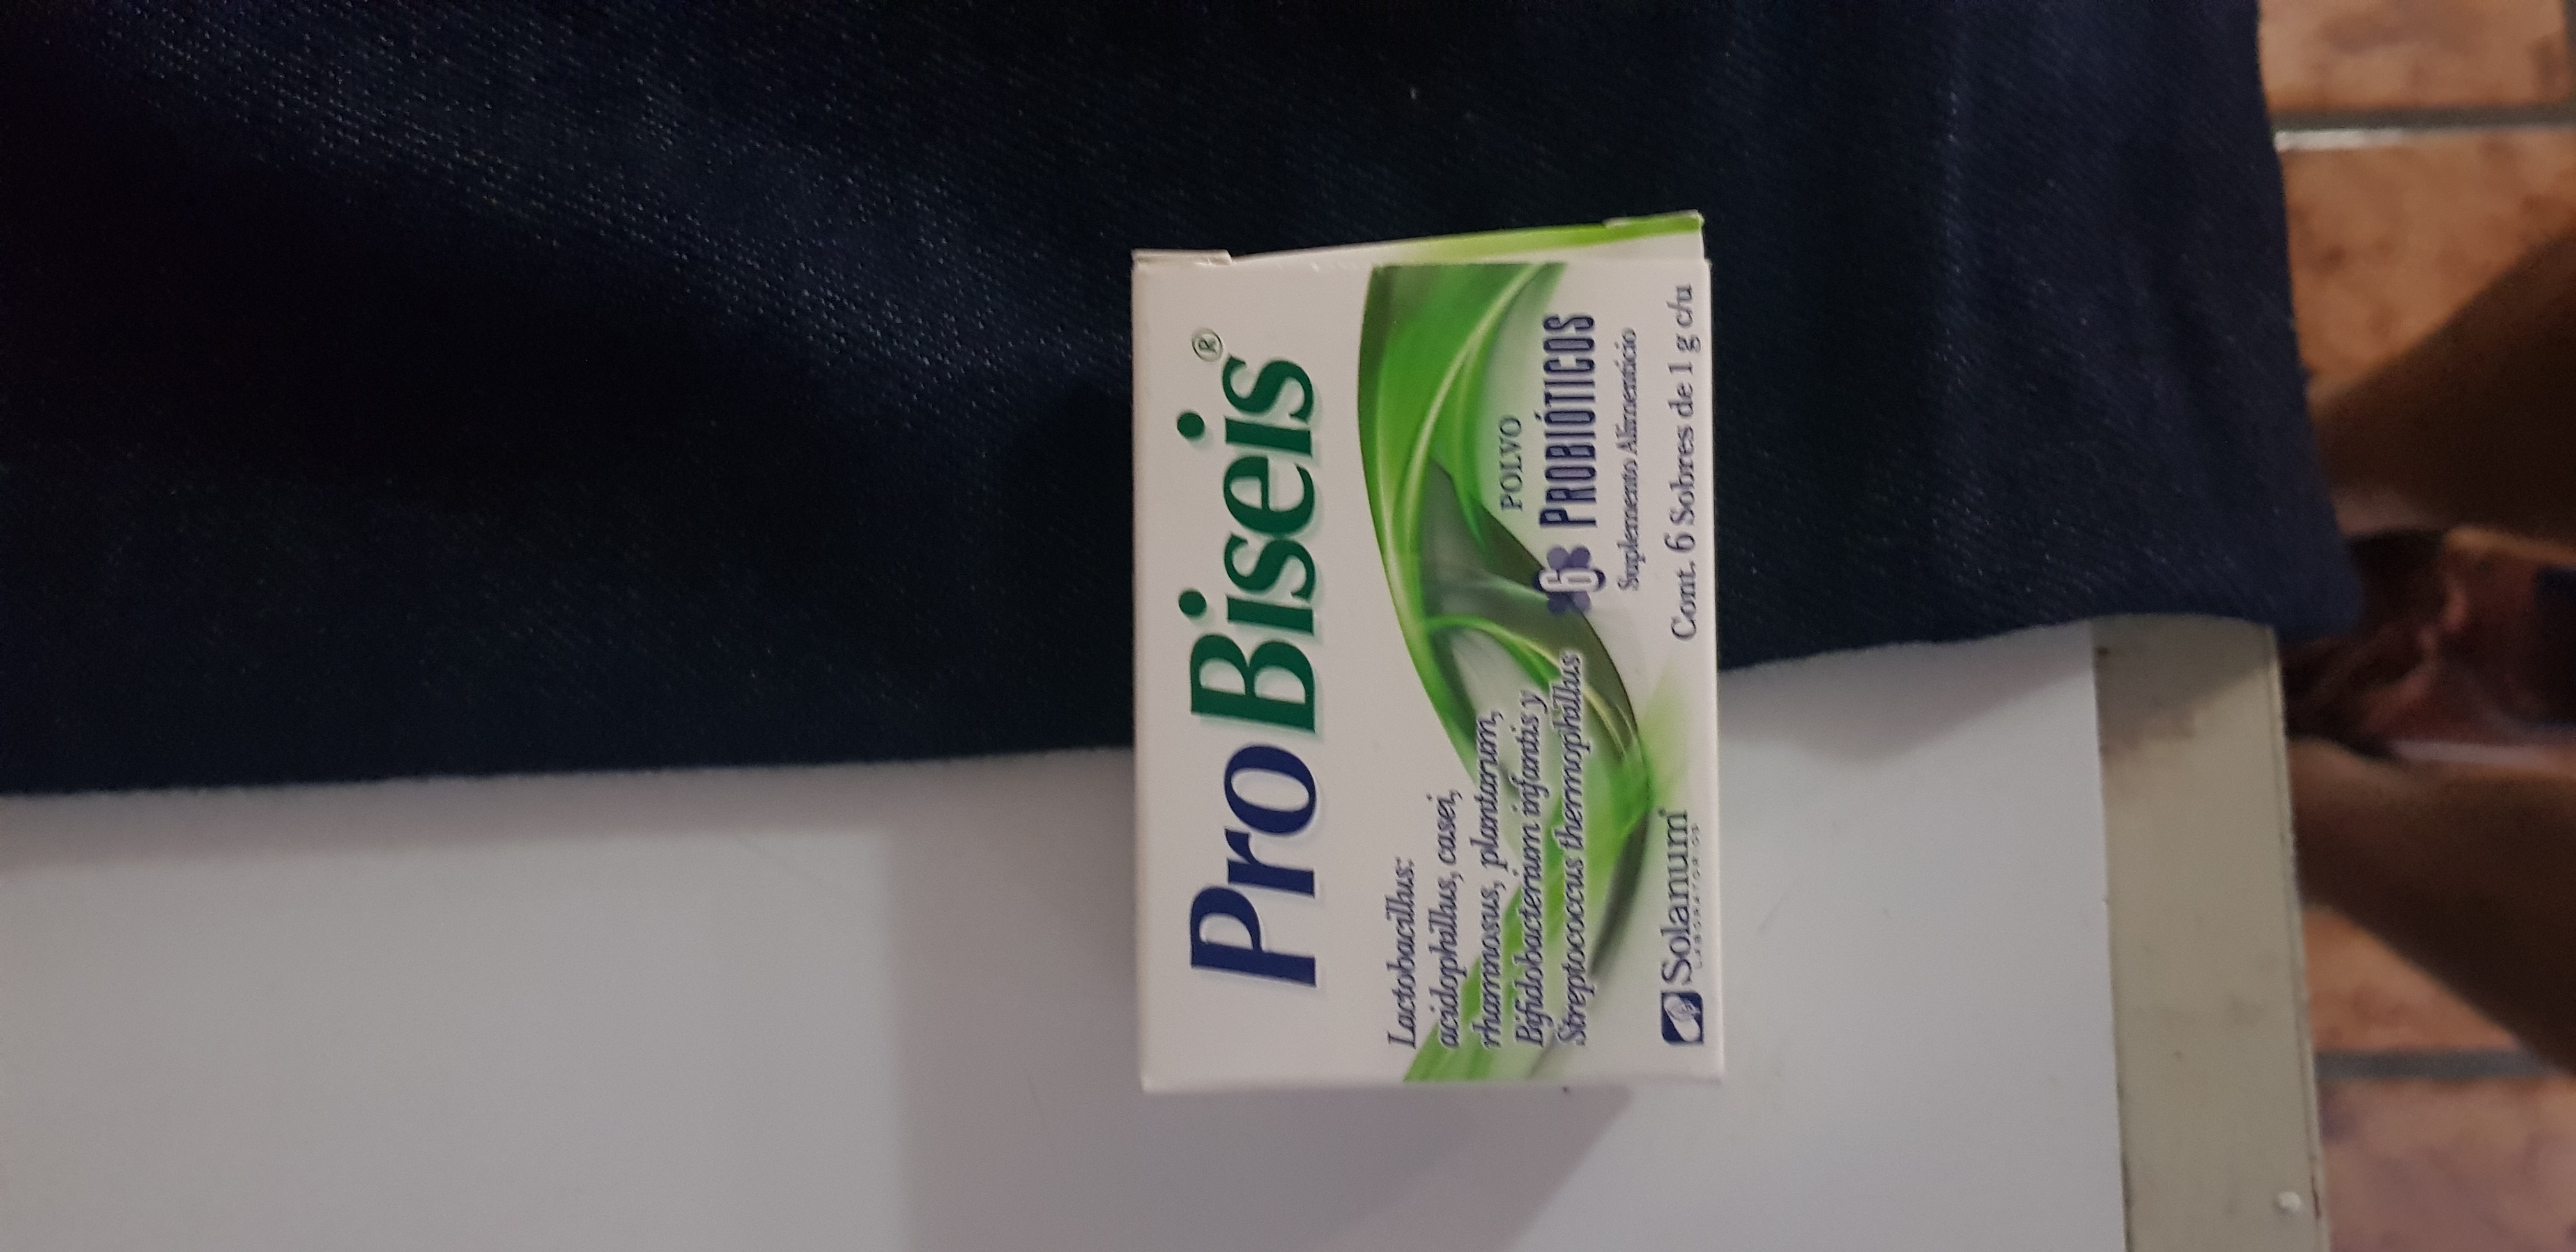 ProBiseis®
Lactobacillus:
acidophillus, casei,
rhamnosus, plantarum,
Bifidobacterium infantis y
Streptococcus thermophillus
POLVO
6 PROBIÓTICOS
Suplemento Alimenticio
Solanum®
LABORATORIOS
Cont. 6 Sobres de 1 g c/u